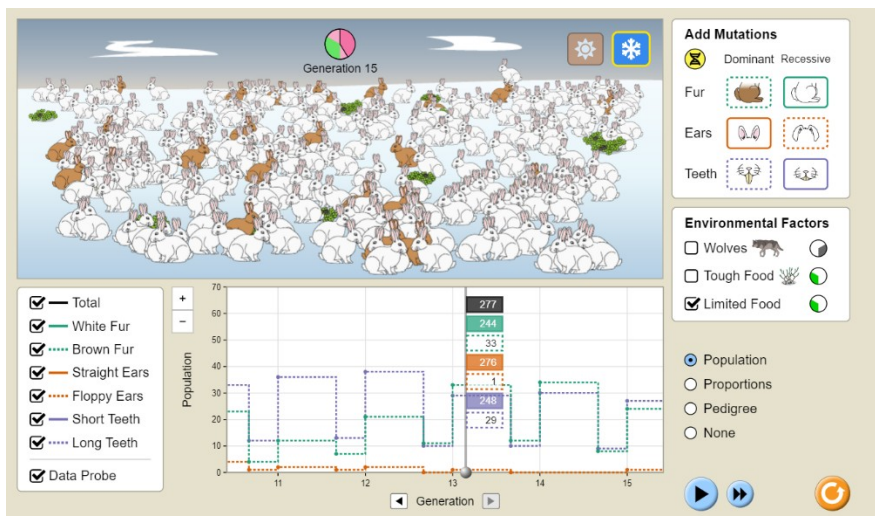 Generation 15
Add Mutations
Dominant Recessive
Fur
Ears
Teeth
Environmental Factors
Wolves
Tough Food
Limited Food
Total
White Fur
Brown Fur
Straight Ears
Floppy Ears
Short Teeth
Long Teeth
Data Probe
+
−
Population
70
60
50
40
30
20
10
0
277
244
33
276
1
248
29
11 12 13 14 15
Generation
Population
Proportions
Pedigree
None